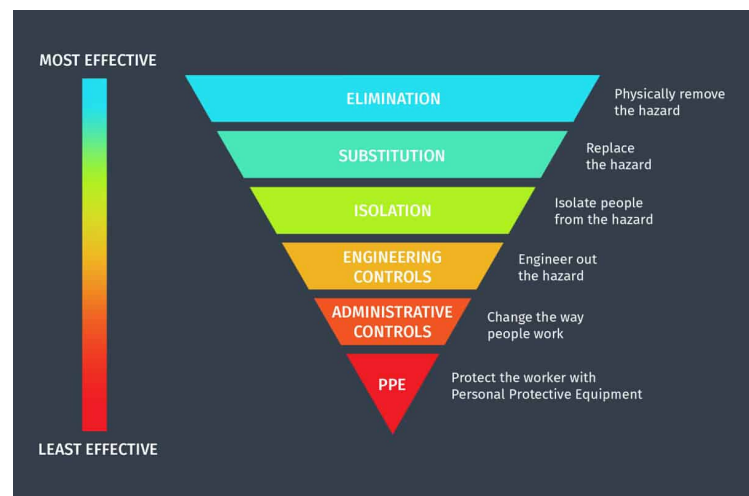 MOST EFFECTIVE
ELIMINATION
Physically remove
the hazard
SUBSTITUTION
Replace
the hazard
ISOLATION
Isolate people
from the hazard
ENGINEERING
CONTROLS
Engineer out
the hazard
ADMINISTRATIVE
CONTROLS
Change the way
people work
PPE
Protect the worker with
Personal Protective Equipment
LEAST EFFECTIVE